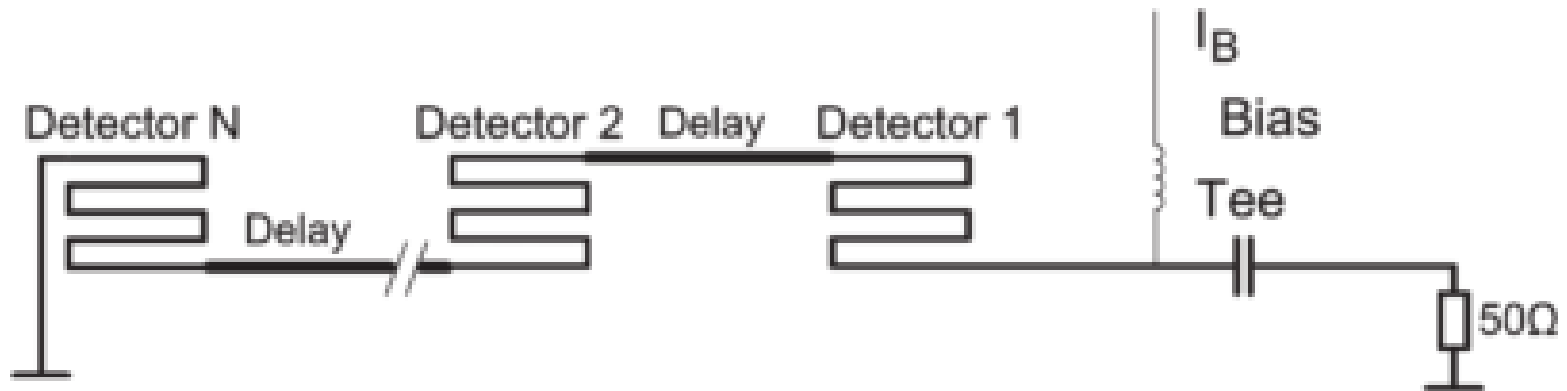 I_B
Detector N
Detector 2
Delay
Detector 1
Bias
Tee
Delay
50Ω